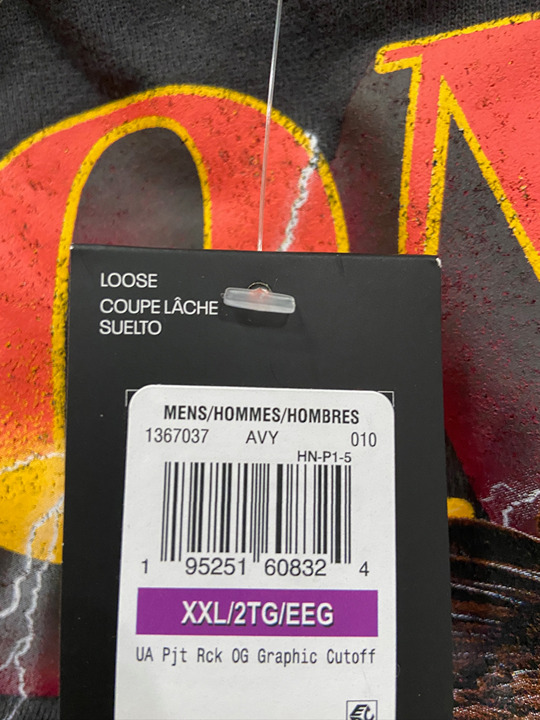 LOOSE
COUPE LÂCHE
SUELTO
MENS/HOMMES/HOMBRES
1367037 AVY 010
HN-P1-5
1 95251 60832 4
XXL/2TG/EEG
UA Pjt Rck OG Graphic Cutoff